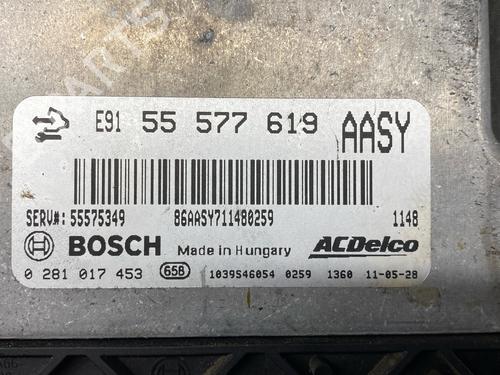 E91 55 577 619 AASY
SERV#: 55575349 86AASY711480259 1148
BOSCH Made in Hungary ACDelco
0 281 017 453 658 1039S46054 0259 1360 11-05-28